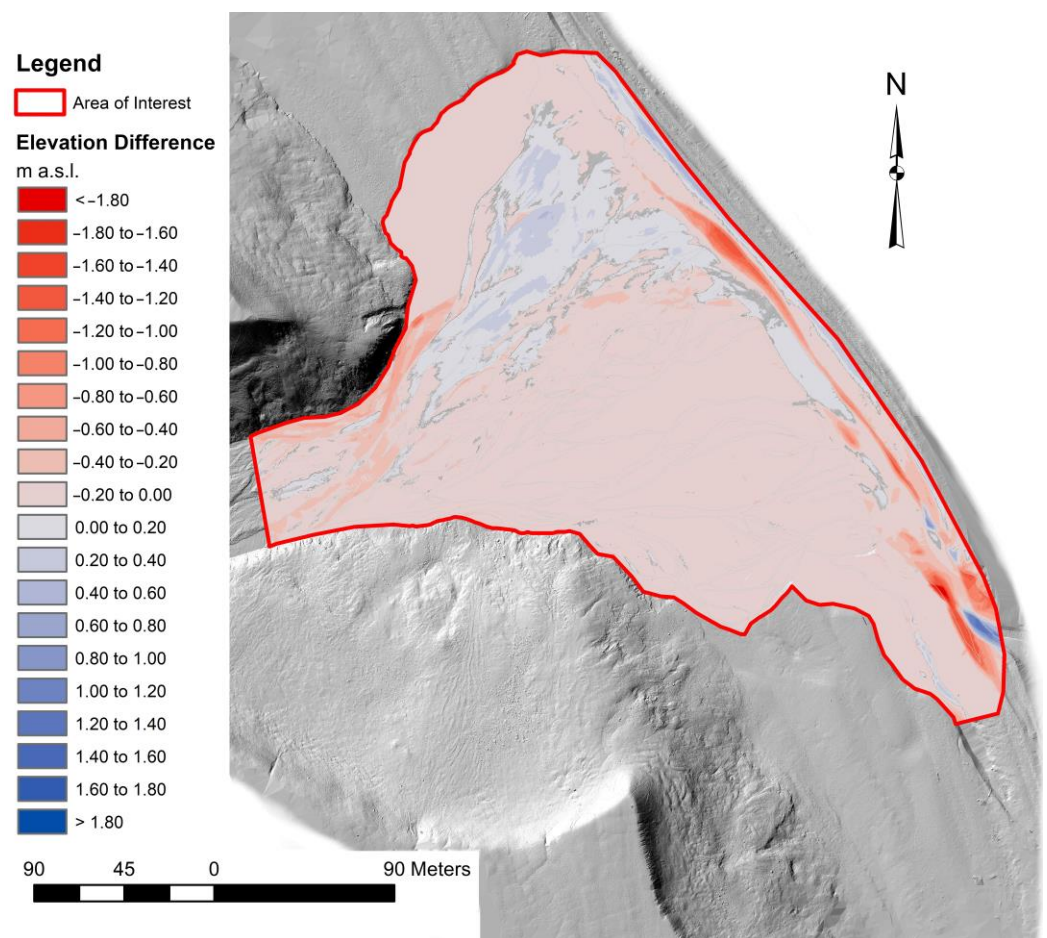 Legend
Area of Interest
Elevation Difference
m a.s.l.
<−1.80
−1.80 to −1.60
−1.60 to −1.40
−1.40 to −1.20
−1.20 to −1.00
−1.00 to −0.80
−0.80 to −0.60
−0.60 to −0.40
−0.40 to −0.20
−0.20 to 0.00
0.00 to 0.20
0.20 to 0.40
0.40 to 0.60
0.60 to 0.80
0.80 to 1.00
1.00 to 1.20
1.20 to 1.40
1.40 to 1.60
1.60 to 1.80
> 1.80
N
90 45 0 90 Meters